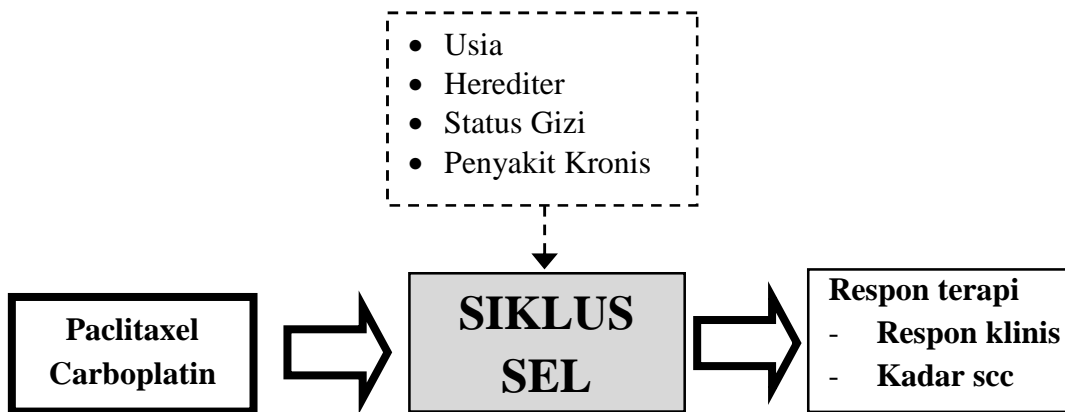 • Usia
• Herediter
• Status Gizi
• Penyakit Kronis
Paclitaxel
Carboplatin
SIKLUS
SEL
Respon terapi
- Respon klinis
- Kadar scc